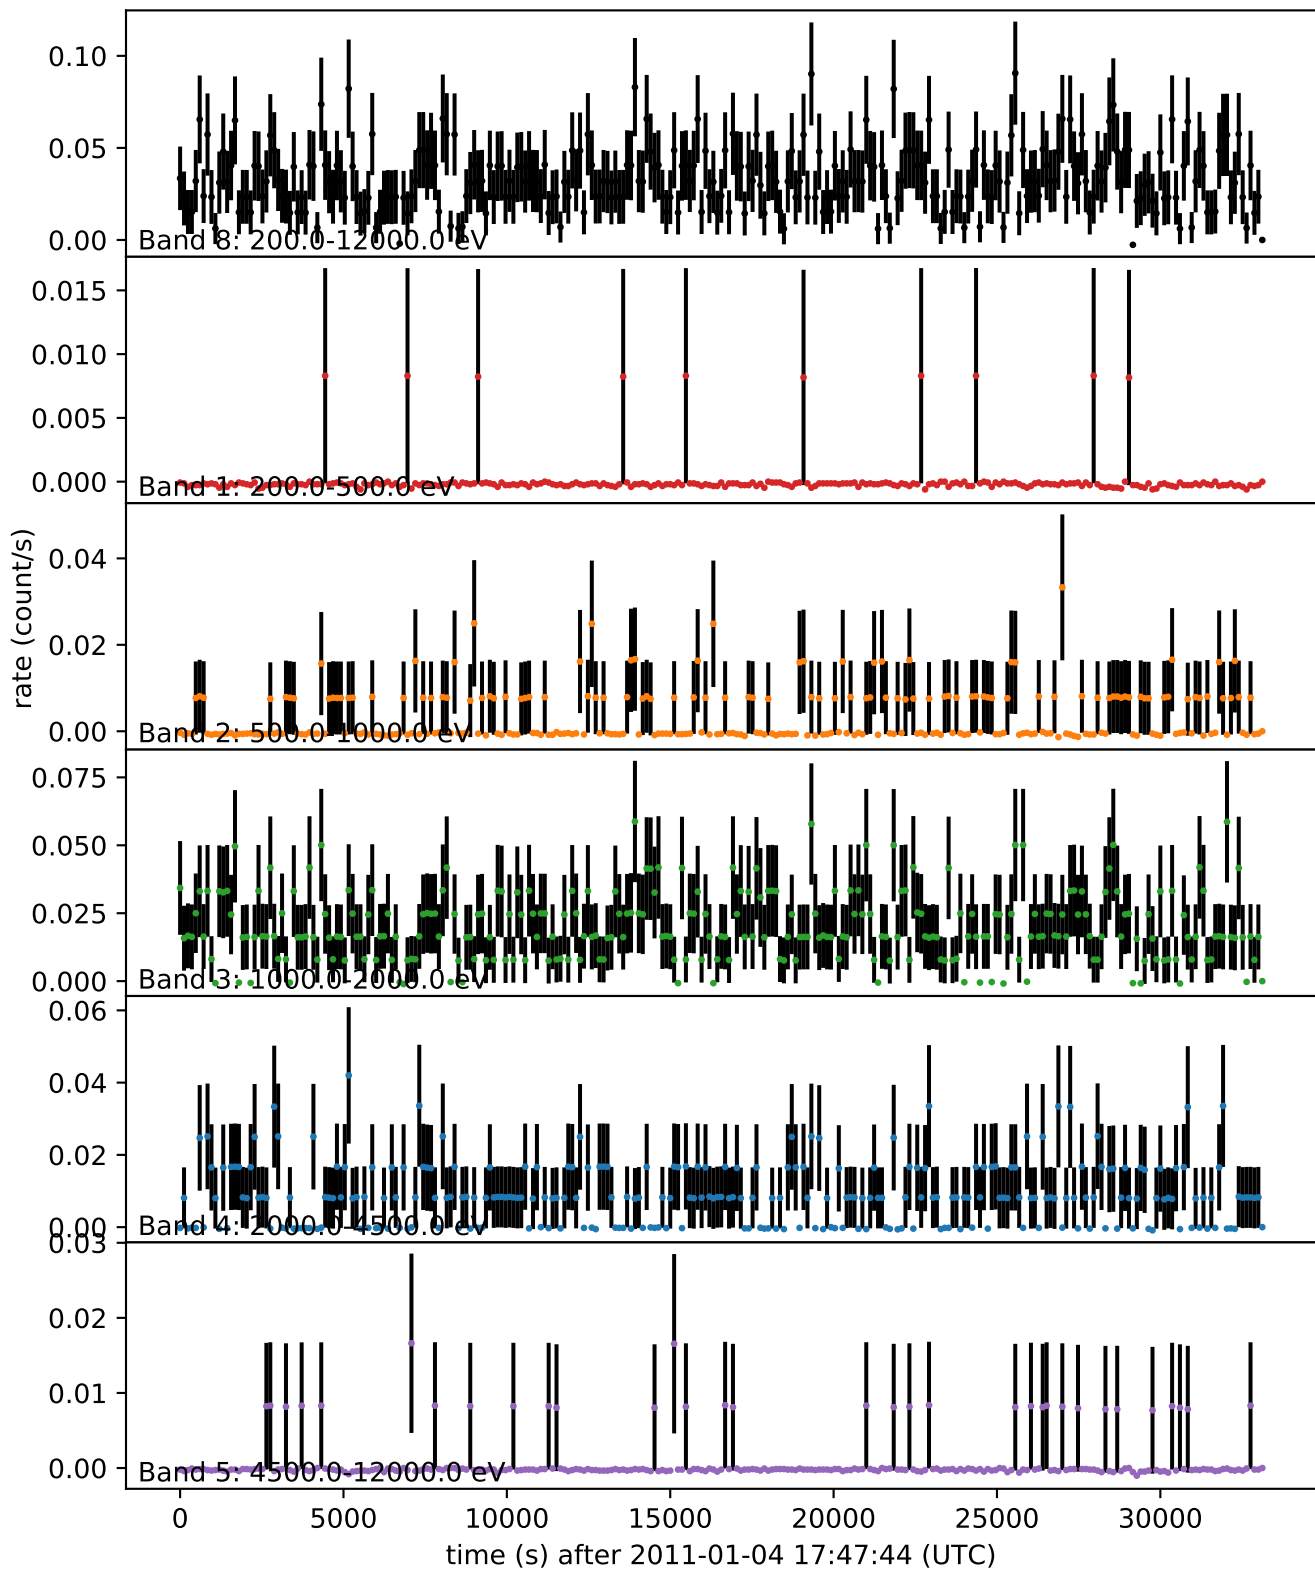 0.10
0.05
0.00
Band 8: 200.0-12000.0 eV
0.015
0.010
0.005
0.000
Band 1: 200.0-500.0 eV
rate (count/s)
0.04
0.02
0.00
Band 2: 500.0-1000.0 eV
0.075
0.050
0.025
0.000
Band 3: 1000.0-2000.0 eV
0.06
0.04
0.02
0.00
Band 4: 2000.0-4500.0 eV
0.03
0.02
0.01
0.00
Band 5: 4500.0-12000.0 eV
0 5000 10000 15000 20000 25000 30000
time (s) after 2011-01-04 17:47:44 (UTC)